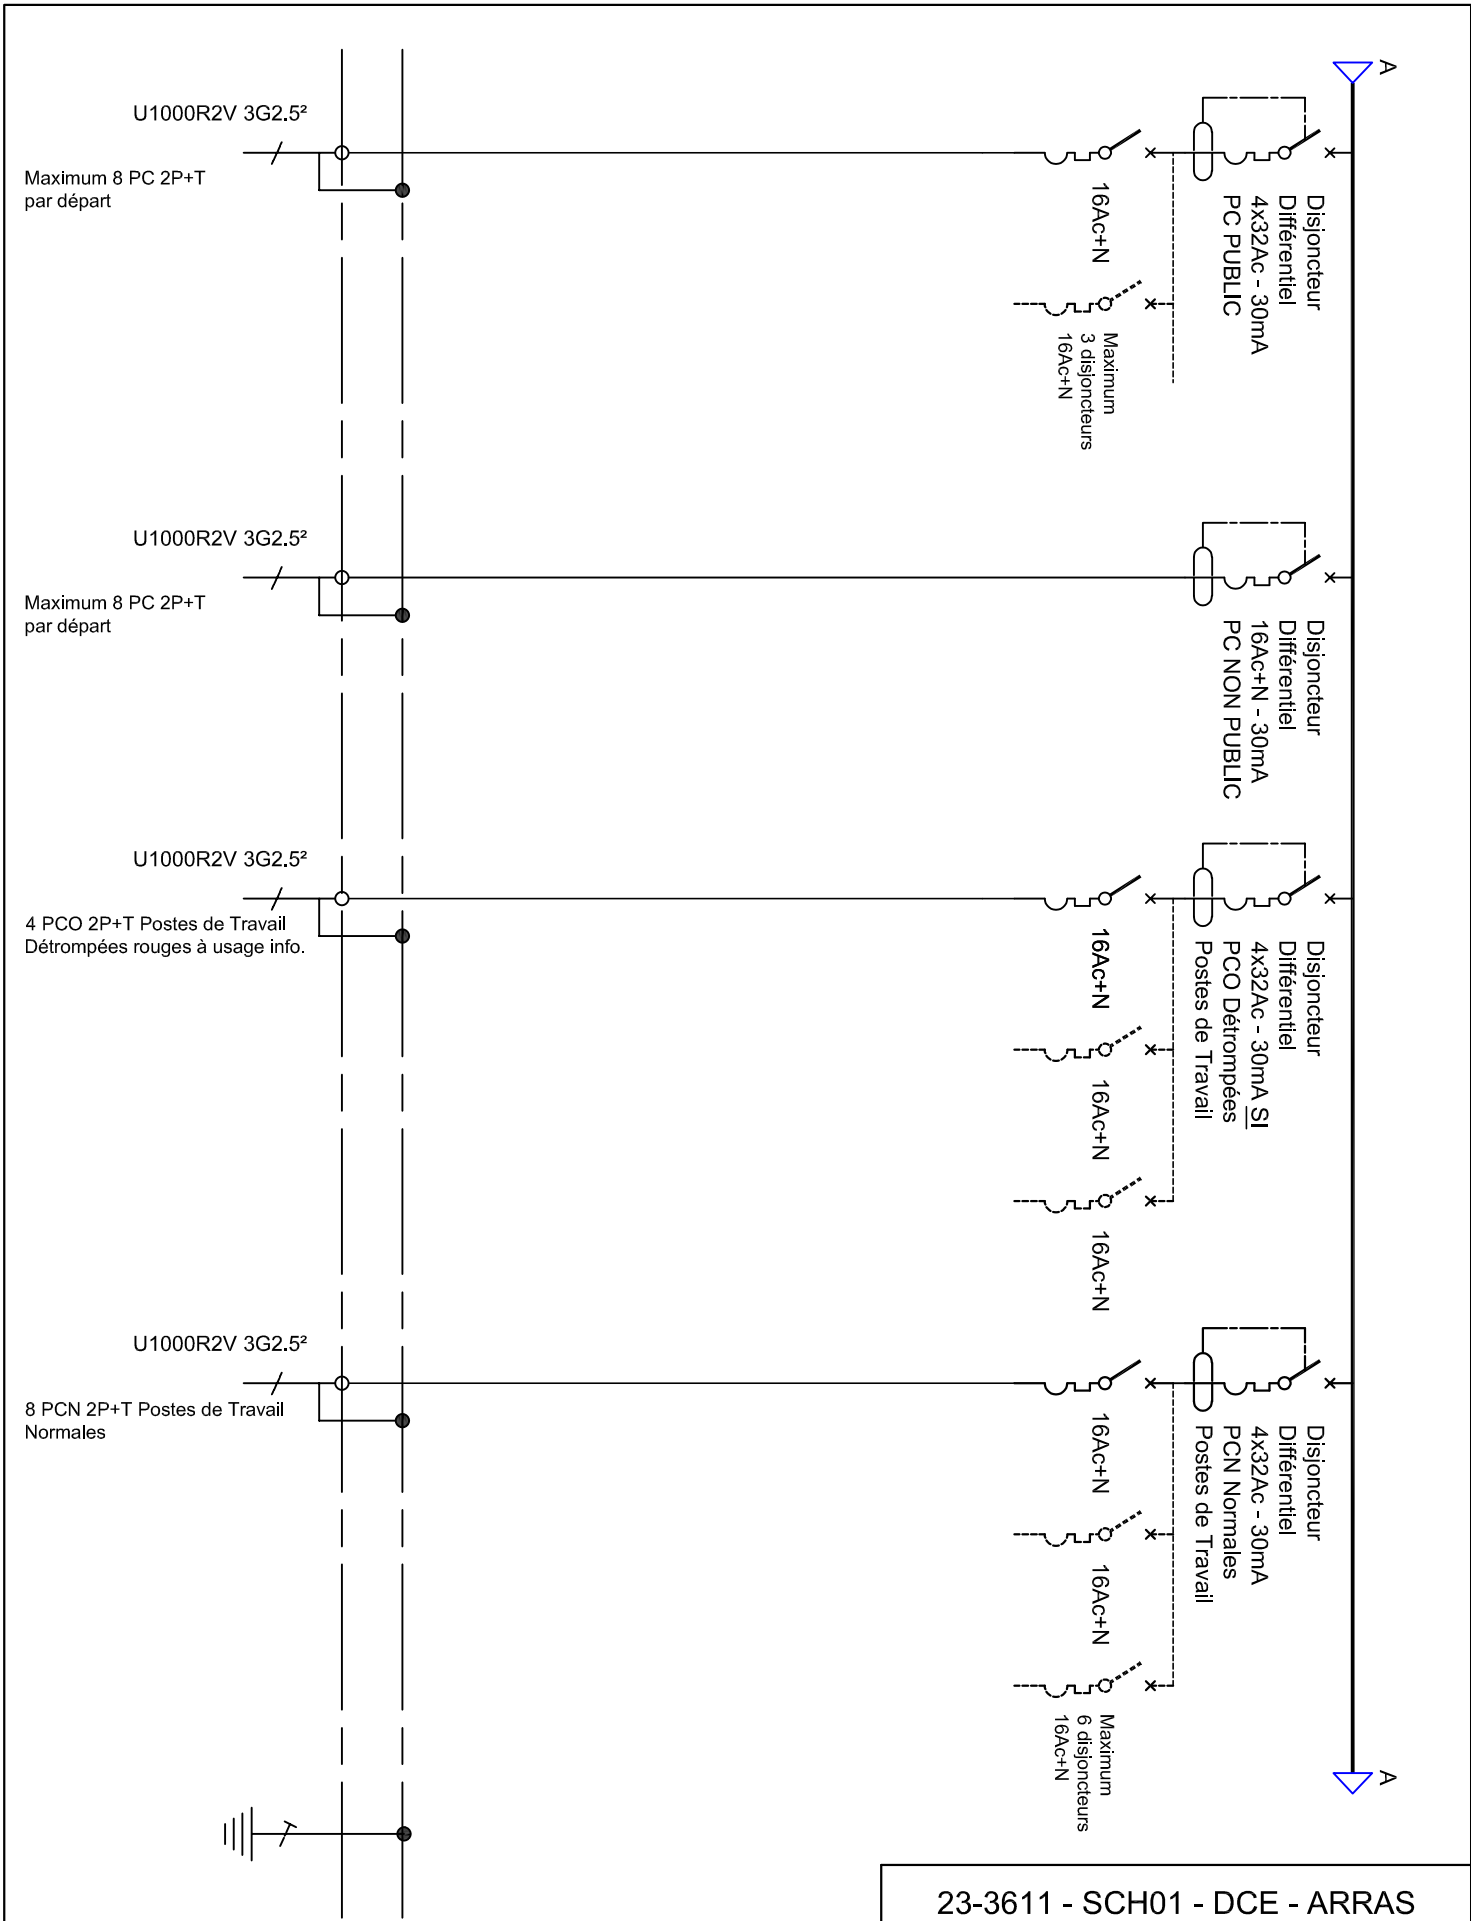 A
U1000R2V 3G2.5²
Maximum 8 PC 2P+T
par départ
16Ac+N
Maximum
3 disjoncteurs
16Ac+N
Disjoncteur
Différentiel
4x32Ac - 30mA
PC PUBLIC
U1000R2V 3G2.5²
Maximum 8 PC 2P+T
par départ
Disjoncteur
Différentiel
16Ac+N - 30mA
PC NON PUBLIC
U1000R2V 3G2.5²
4 PCO 2P+T Postes de Travail
Détrompées rouges à usage info.
16Ac+N
16Ac+N
16Ac+N
Disjoncteur
Différentiel
4x32Ac - 30mA SI
PCO Détrompées
Postes de Travail
U1000R2V 3G2.5²
8 PCN 2P+T Postes de Travail
Normales
16Ac+N
16Ac+N
Maximum
6 disjoncteurs
16Ac+N
Disjoncteur
Différentiel
4x32Ac - 30mA
PCN Normales
Postes de Travail
A
23-3611 - SCH01 - DCE - ARRAS